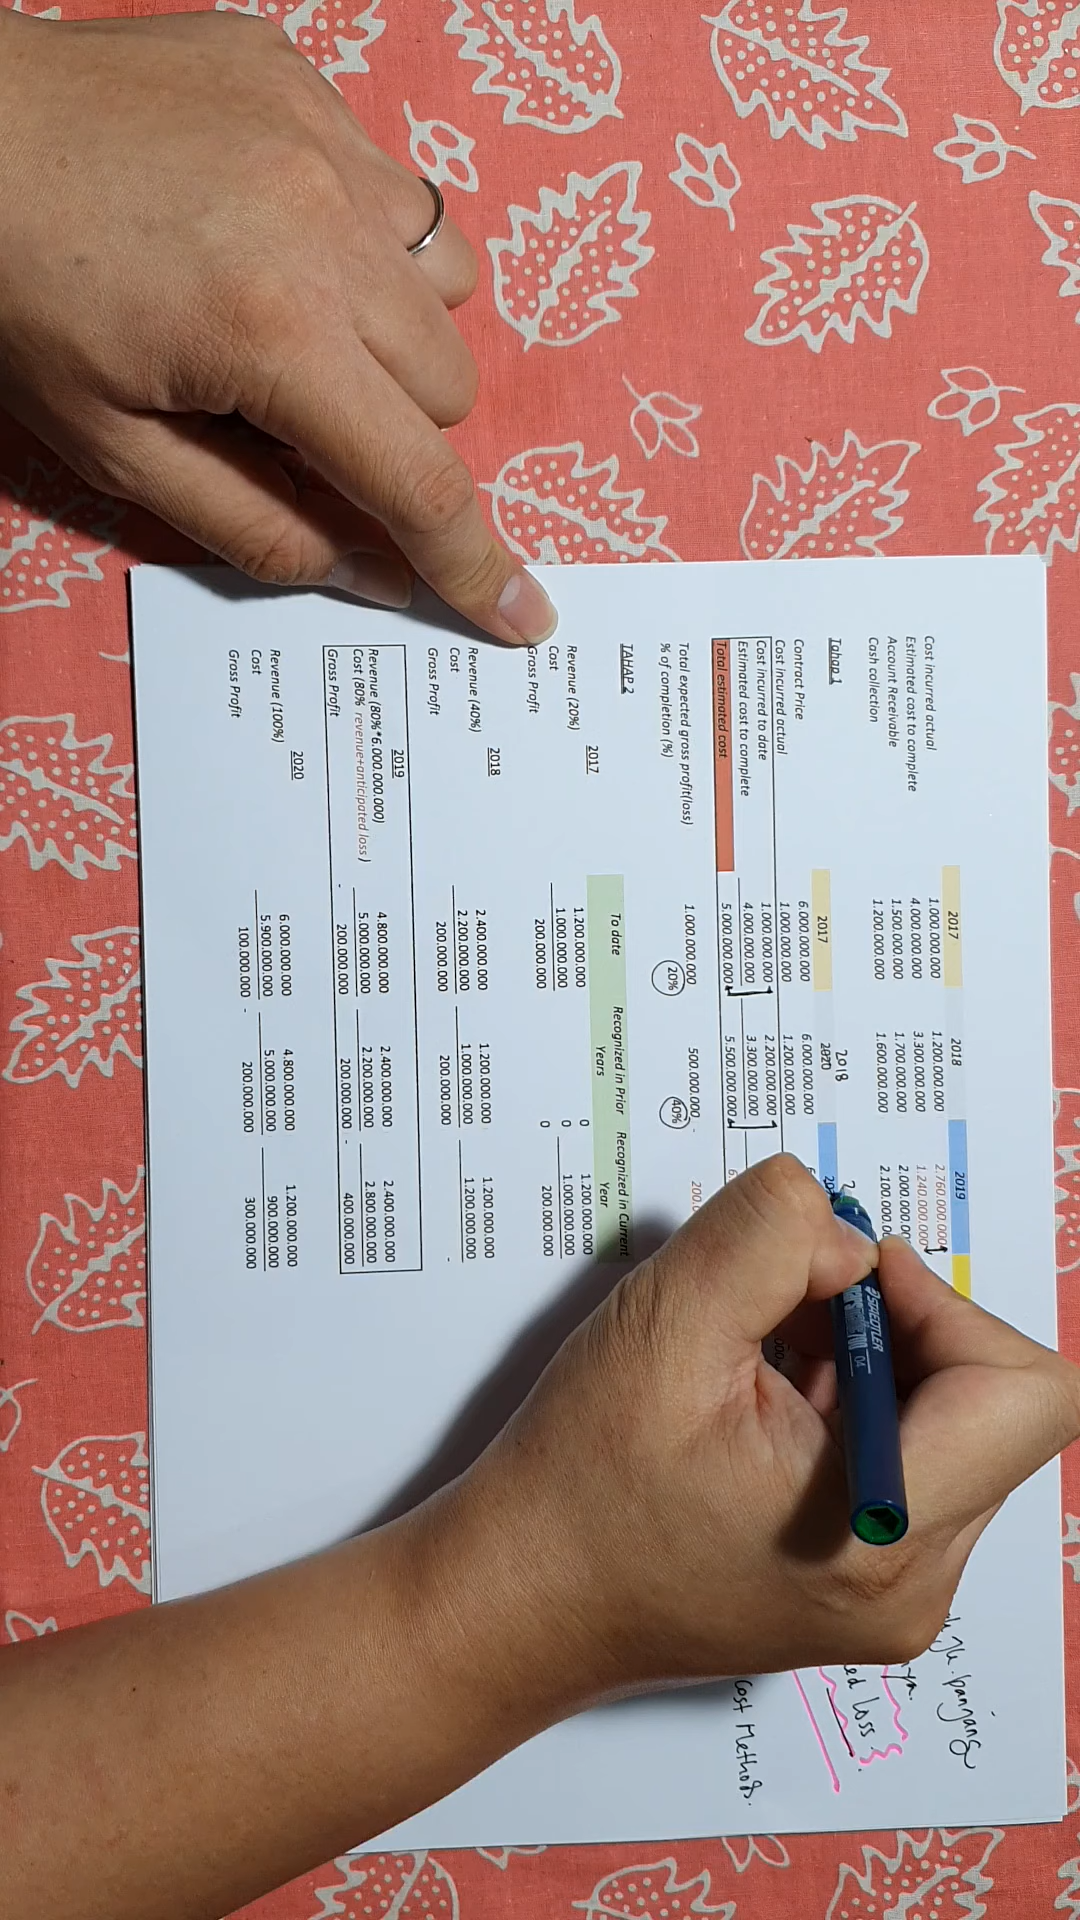 2017 2018 2019
Cost incurred actual 1.000.000.000 1.200.000.000 2.760.000.000
Estimated cost to complete 4.000.000.000 3.300.000.000 1.240.000.000
Account Receivable 1.500.000.000 1.700.000.000 2.000.000.00
Cash collection 1.200.000.000 1.600.000.000 2.100.000.0
2018
Tahap 1 2017 2020
Contract Price 6.000.000.000 6.000.000.000
Cost incurred actual 1.000.000.000 1.200.000.000
Cost incurred to date 1.000.000.000 2.200.000.000
Estimated cost to complete 4.000.000.000 3.300.000.000
Total estimated cost 5.000.000.000 5.500.000.000
Total expected gross profit(loss) 1.000.000.000 500.000.000 -
% of completion (%) 20% 40%
TAHAP 2 To date Recognized in Prior Years Recognized in Current Year
2017
Revenue (20%) 1.200.000.000 0 1.200.000.000
Cost 1.000.000.000 0 1.000.000.000
Gross Profit 200.000.000 0 200.000.000
2018
Revenue (40%) 2.400.000.000 1.200.000.000 1.200.000.000
Cost 2.200.000.000 1.000.000.000 1.200.000.000
Gross Profit 200.000.000 200.000.000 -
2019
Revenue (80%*6.000.000.000) 4.800.000.000 2.400.000.000 2.400.000.000
Cost (80% revenue+anticipated loss) 5.000.000.000 2.200.000.000 2.800.000.000
Gross Profit - 200.000.000 200.000.000 - 400.000.000
2020
Revenue (100%) 6.000.000.000 4.800.000.000 1.200.000.000
Cost 5.900.000.000 5.000.000.000 900.000.000
Gross Profit 100.000.000 - 200.000.000 300.000.000
panjang
loss
Cost Methods.
STAEDTLER
04